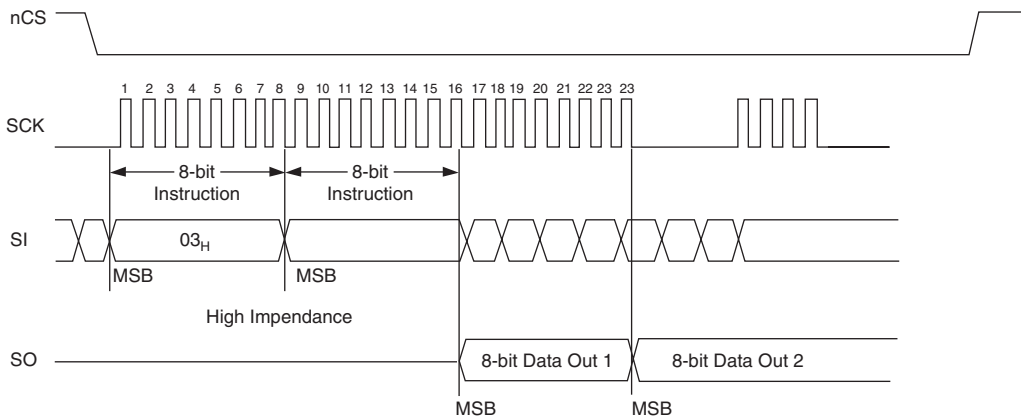 nCS
1 2 3 4 5 6 7 8 9 10 11 12 13 14 15 16 17 18 19 20 21 22 23 23
SCK
8-bit Instruction
8-bit Instruction
SI
03H
MSB
MSB
High Impendance
SO
8-bit Data Out 1
8-bit Data Out 2
MSB
MSB